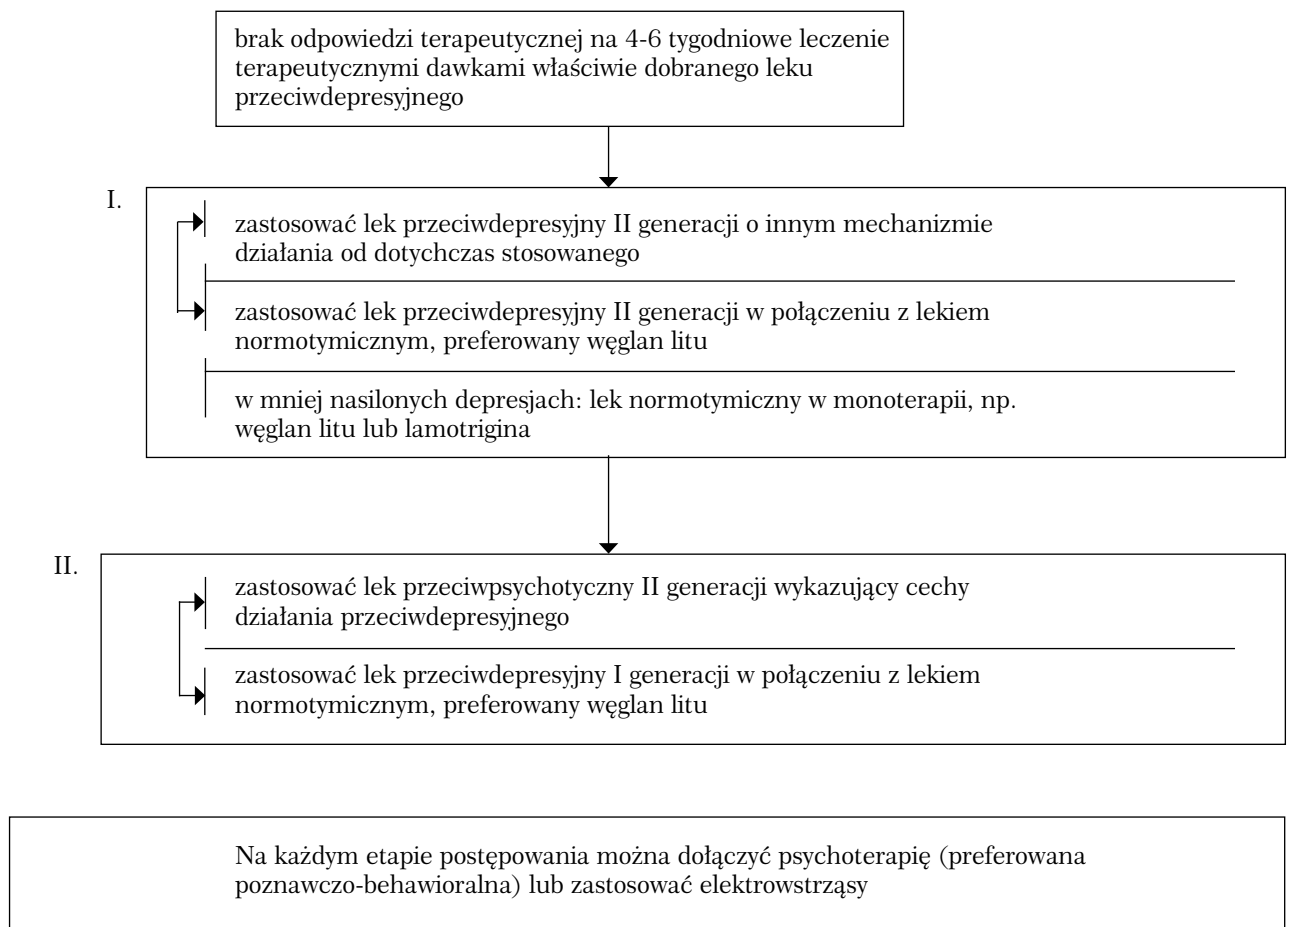 brak odpowiedzi terapeutycznej na 4-6 tygodniowe leczenie
terapeutycznymi dawkami właściwie dobranego leku
przeciwdepresyjnego
I.
zastosować lek przeciwdepresyjny II generacji o innym mechanizmie
działania od dotychczas stosowanego
zastosować lek przeciwdepresyjny II generacji w połączeniu z lekiem
normotymicznym, preferowany węglan litu
w mniej nasilonych depresjach: lek normotymiczny w monoterapii, np.
węglan litu lub lamotrigina
II.
zastosować lek przeciwpsychotyczny II generacji wykazujący cechy
działania przeciwdepresyjnego
zastosować lek przeciwdepresyjny I generacji w połączeniu z lekiem
normotymicznym, preferowany węglan litu
Na każdym etapie postępowania można dołączyć psychoterapię (preferowana
poznawczo-behawioralna) lub zastosować elektrowstrząsy